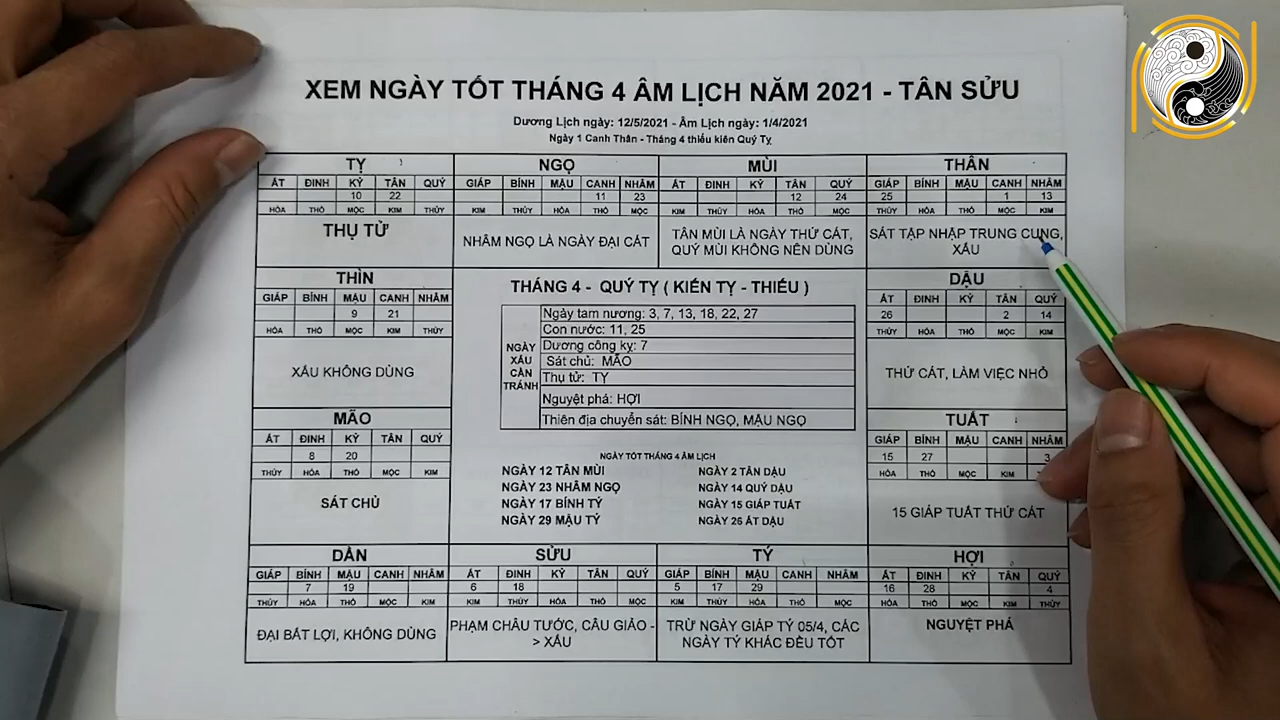 XEM NGÀY TỐT THÁNG 4 ÂM LỊCH NĂM 2021 - TÂN SỬU
Dương Lịch ngày: 12/5/2021 - Âm Lịch ngày: 1/4/2021
Ngày 1 Canh Thân - Tháng 4 thiếu kiên Quý Tỵ
TỴ
ẤT ĐINH KỶ TÂN QUÝ
10 22
HỎA THỔ MỘC KIM THỦY
THỤ TỬ
NGỌ
GIÁP BÍNH MẬU CANH NHÂM
11 23
KIM THỦY HỎA THỔ MỘC
NHÂM NGỌ LÀ NGÀY ĐẠI CÁT
MÙI
ẤT ĐINH KỶ TÂN QUÝ
12 24
KIM THỦY HỎA THỔ MỘC
TÂN MÙI LÀ NGÀY THỨ CÁT,
QUÝ MÙI KHÔNG NÊN DÙNG
THÂN
GIÁP BÍNH MẬU CANH NHÂM
25 1 13
THỦY HỎA THỔ MỘC KIM
SÁT TẬP NHẬP TRUNG CUNG,
XẤU
THÌN
GIÁP BÍNH MẬU CANH NHÂM
9 21
HỎA THỔ MỘC KIM THỦY
XẤU KHÔNG DÙNG
THÁNG 4 - QUÝ TỴ ( KIẾN TỴ - THIẾU )
NGÀY
XẤU
CẦN
TRÁNH
Ngày tam nương: 3, 7, 13, 18, 22, 27
Con nước: 11, 25
Dương công kỵ: 7
Sát chủ: MÃO
Thụ tử: TỴ
Nguyệt phá: HỢI
Thiên địa chuyển sát: BÍNH NGỌ, MẬU NGỌ
DẬU
ẤT ĐINH KỶ TÂN QUÝ
26 2 14
THỦY HỎA THỔ MỘC KIM
THỨ CÁT, LÀM VIỆC NHỎ
MÃO
ẤT ĐINH KỶ TÂN QUÝ
8 20
THỦY HỎA THỔ MỘC KIM
SÁT CHỦ
NGÀY TỐT THÁNG 4 ÂM LỊCH
NGÀY 12 TÂN MÙI NGÀY 2 TÂN DẬU
NGÀY 23 NHÂM NGỌ NGÀY 14 QUÝ DẬU
NGÀY 17 BÍNH TÝ NGÀY 15 GIÁP TUẤT
NGÀY 29 MẬU TÝ NGÀY 26 ẤT DẬU
TUẤT
GIÁP BÍNH MẬU CANH NHÂM
15 27 3
HỎA THỔ MỘC KIM
15 GIÁP TUẤT THỨ CÁT
DẦN
GIÁP BÍNH MẬU CANH NHÂM
7 19
THỦY HỎA THỔ MỘC KIM
ĐẠI BẤT LỢI, KHÔNG DÙNG
SỬU
ẤT ĐINH KỶ TÂN QUÝ
6 18
KIM THỦY HỎA THỔ MỘC
PHẠM CHÂU TƯỚC, CÂU GIẢO -
> XẤU
TÝ
GIÁP BÍNH MẬU CANH NHÂM
5 17 29
KIM THỦY HỎA THỔ MỘC
TRỪ NGÀY GIÁP TÝ 05/4, CÁC
NGÀY TÝ KHÁC ĐỀU TỐT
HỢI
ẤT ĐINH KỶ TÂN QUÝ
16 28 4
HỎA THỔ MỘC KIM THỦY
NGUYỆT PHÁ